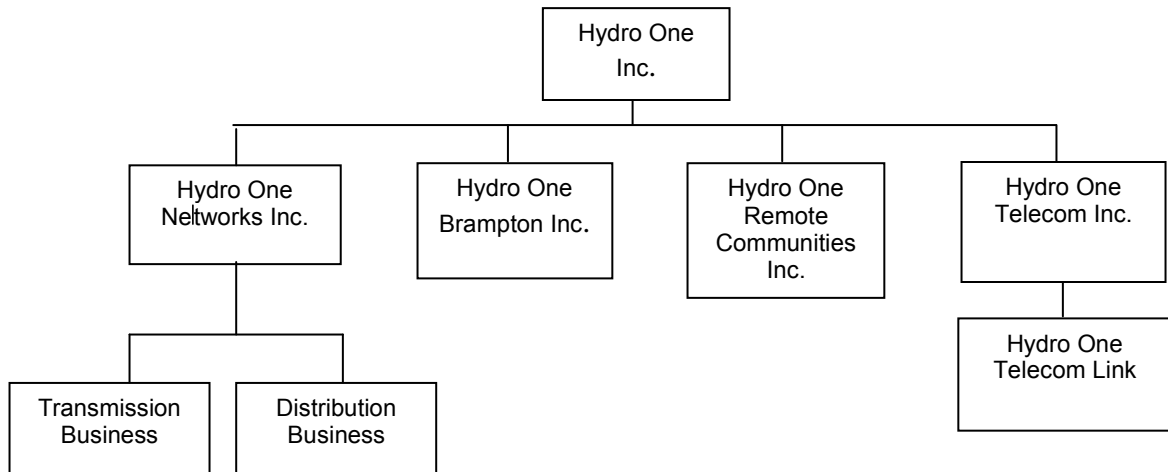 Hydro One
Inc.
Hydro One
Networks Inc.
Hydro One
Brampton Inc.
Hydro One
Remote
Communities
Inc.
Hydro One
Telecom Inc.
Hydro One
Telecom Link
Transmission
Business
Distribution
Business